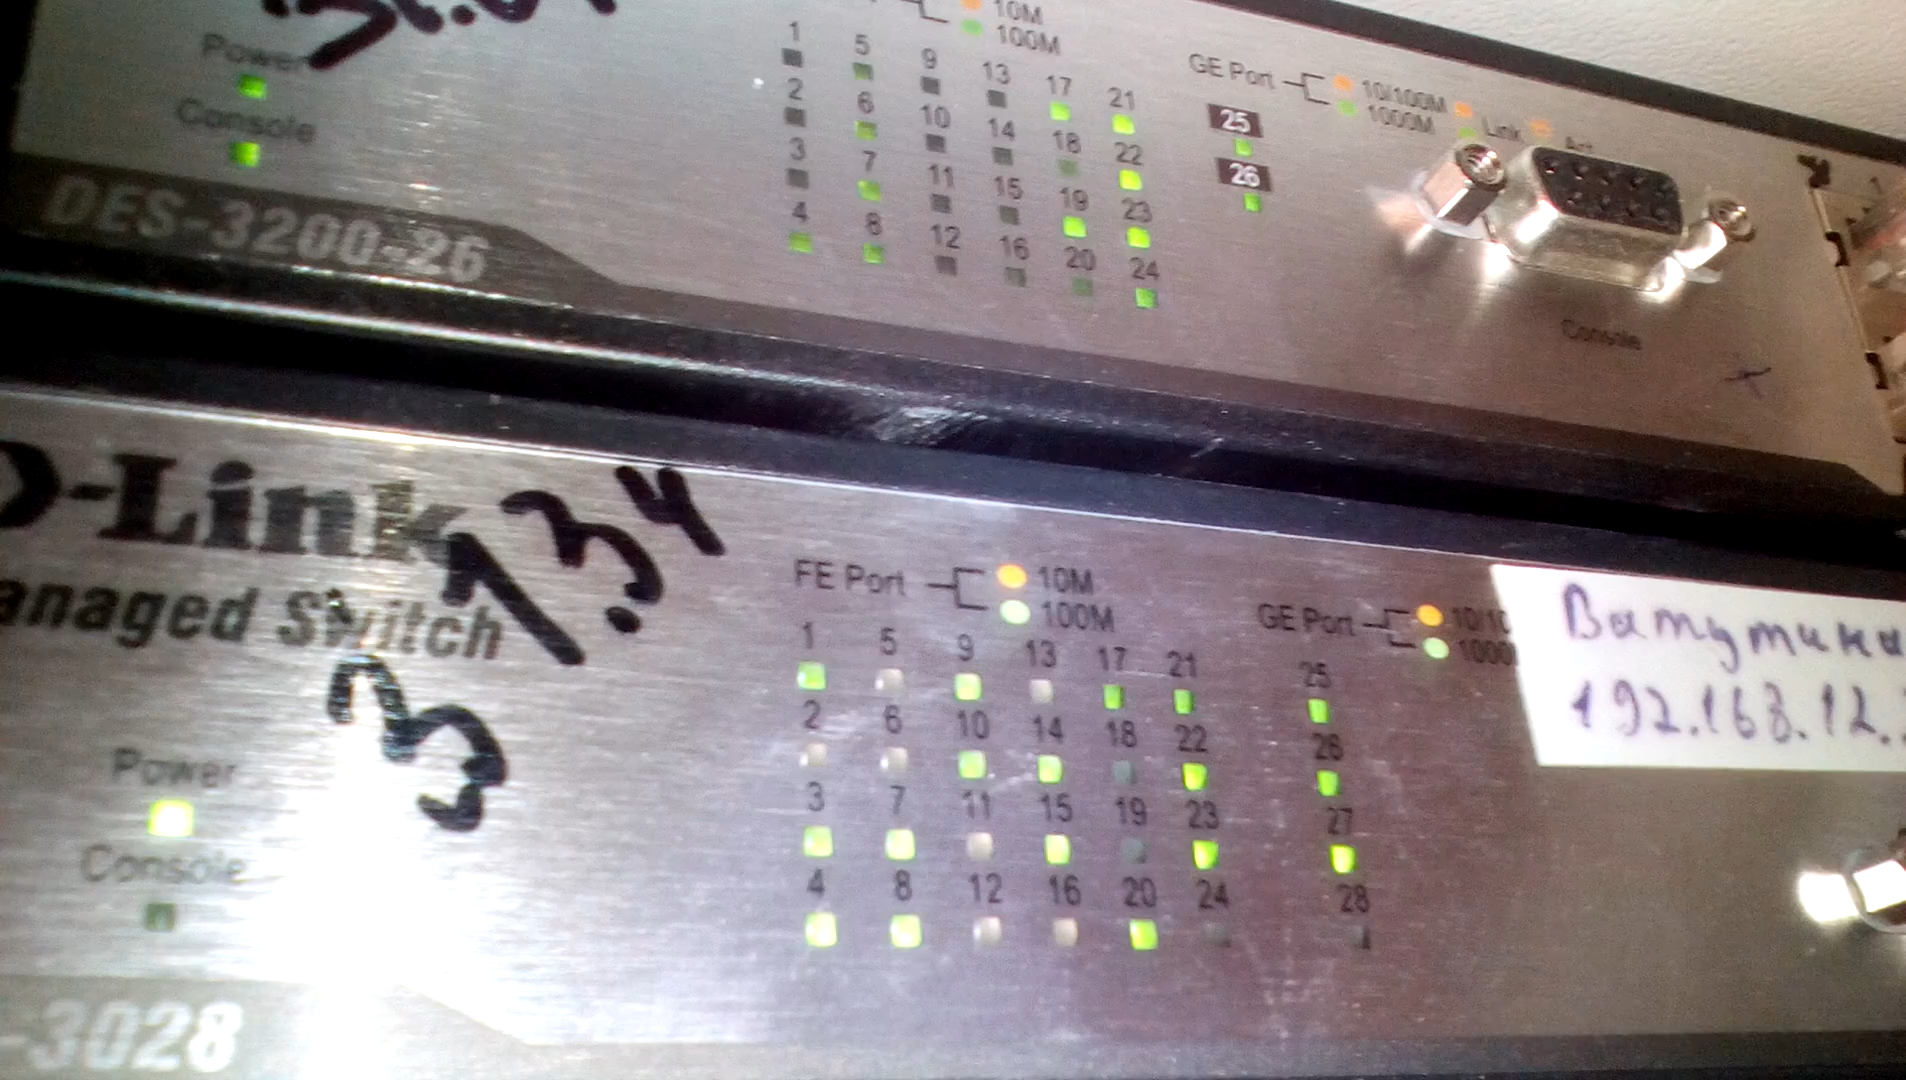 10M
100M
Power
Console
1 5 9 13 17 21
2 6 10 14 18 22
3 7 11 15 19 23
4 8 12 16 20 24
GE Port 10/100M Link Act
1000M
25
26
DES-3200-26
Console
D-Link
anaged Switch
Power
Console
-3028
FE Port 10M
100M
1 5 9 13 17 21
2 6 10 14 18 22
3 7 11 15 19 23
4 8 12 16 20 24
GE Port 10/10
1000
25
26
27
28
Ватутина
192.168.12.